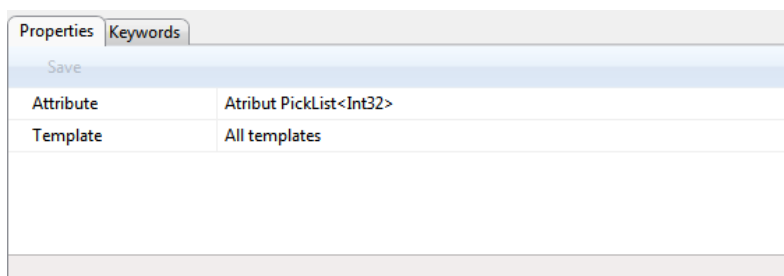 Properties Keywords
Save
Attribute Atribut PickList<Int32>
Template All templates